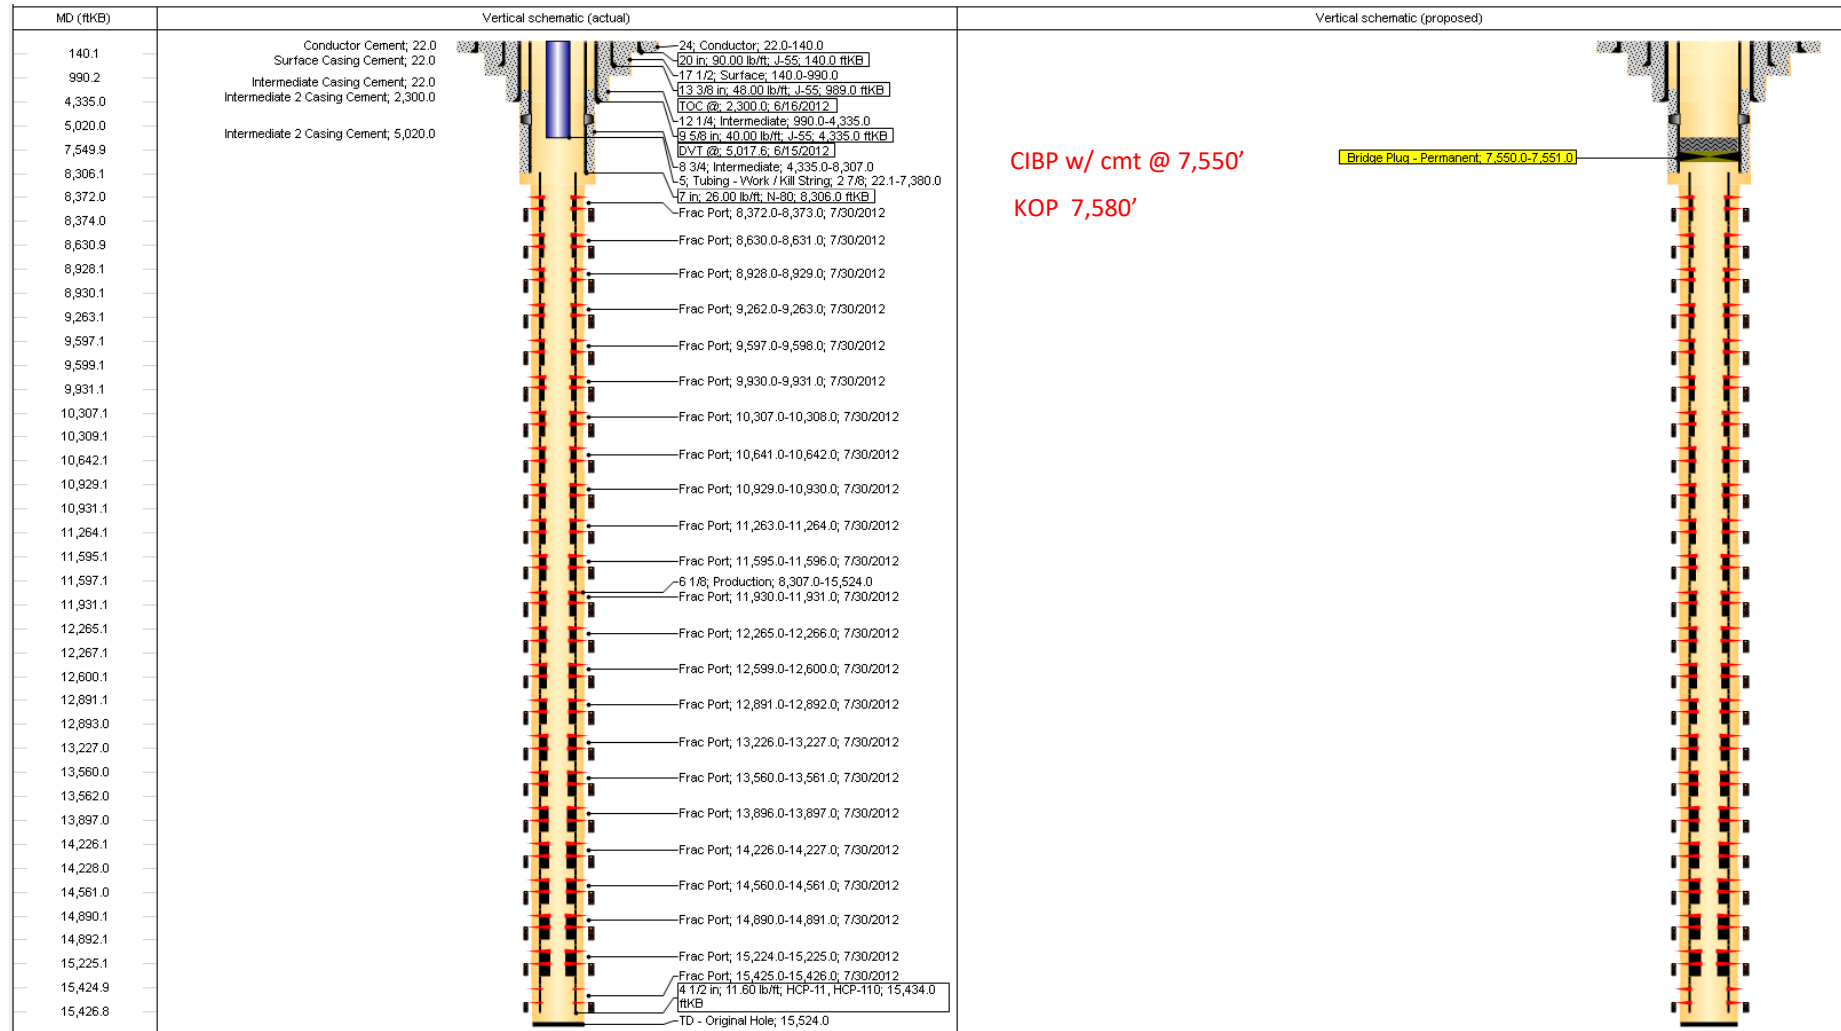 MD (ftKB)
Vertical schematic (actual)
Vertical schematic (proposed)
140.1
990.2
4,335.0
5,020.0
7,549.9
8,306.1
8,372.0
8,374.0
8,630.9
8,928.1
8,930.1
9,263.1
9,597.1
9,599.1
9,931.1
10,307.1
10,309.1
10,642.1
10,929.1
10,931.1
11,264.1
11,595.1
11,597.1
11,931.1
12,265.1
12,267.1
12,600.1
12,891.1
12,893.0
13,227.0
13,560.0
13,562.0
13,897.0
14,226.1
14,228.0
14,561.0
14,890.1
14,892.1
15,225.1
15,424.9
15,426.8
Conductor Cement; 22.0
Surface Casing Cement; 22.0
Intermediate Casing Cement; 22.0
Intermediate 2 Casing Cement; 2,300.0
Intermediate 2 Casing Cement; 5,020.0
24; Conductor; 22.0-140.0
20 in; 90.00 lb/ft; J-55; 140.0 ftKB
17 1/2; Surface; 140.0-990.0
13 3/8 in; 48.00 lb/ft; J-55; 989.0 ftKB
TOC @; 2,300.0; 6/16/2012
12 1/4; Intermediate; 990.0-4,335.0
9 5/8 in; 40.00 lb/ft; J-55; 4,335.0 ftKB
DVT @; 5,017.6; 6/15/2012
8 3/4; Intermediate; 4,335.0-8,307.0
5; Tubing - Work / Kill String; 2 7/8; 22.1-7,380.0
7 in; 26.00 lb/ft; N-80; 8,306.0 ftKB
Frac Port; 8,372.0-8,373.0; 7/30/2012
Frac Port; 8,630.0-8,631.0; 7/30/2012
Frac Port; 8,928.0-8,929.0; 7/30/2012
Frac Port; 9,262.0-9,263.0; 7/30/2012
Frac Port; 9,597.0-9,598.0; 7/30/2012
Frac Port; 9,930.0-9,931.0; 7/30/2012
Frac Port; 10,307.0-10,308.0; 7/30/2012
Frac Port; 10,641.0-10,642.0; 7/30/2012
Frac Port; 10,929.0-10,930.0; 7/30/2012
Frac Port; 11,263.0-11,264.0; 7/30/2012
Frac Port; 11,595.0-11,596.0; 7/30/2012
6 1/8; Production; 8,307.0-15,524.0
Frac Port; 11,930.0-11,931.0; 7/30/2012
Frac Port; 12,265.0-12,266.0; 7/30/2012
Frac Port; 12,599.0-12,600.0; 7/30/2012
Frac Port; 12,891.0-12,892.0; 7/30/2012
Frac Port; 13,226.0-13,227.0; 7/30/2012
Frac Port; 13,560.0-13,561.0; 7/30/2012
Frac Port; 13,896.0-13,897.0; 7/30/2012
Frac Port; 14,226.0-14,227.0; 7/30/2012
Frac Port; 14,560.0-14,561.0; 7/30/2012
Frac Port; 14,890.0-14,891.0; 7/30/2012
Frac Port; 15,224.0-15,225.0; 7/30/2012
Frac Port; 15,425.0-15,426.0; 7/30/2012
4 1/2 in; 11.60 lb/ft; HCP-11, HCP-110; 15,434.0
ftKB
TD - Original Hole; 15,524.0
CIBP w/ cmt @ 7,550’
KOP 7,580’
Bridge Plug - Permanent; 7,550.0-7,551.0